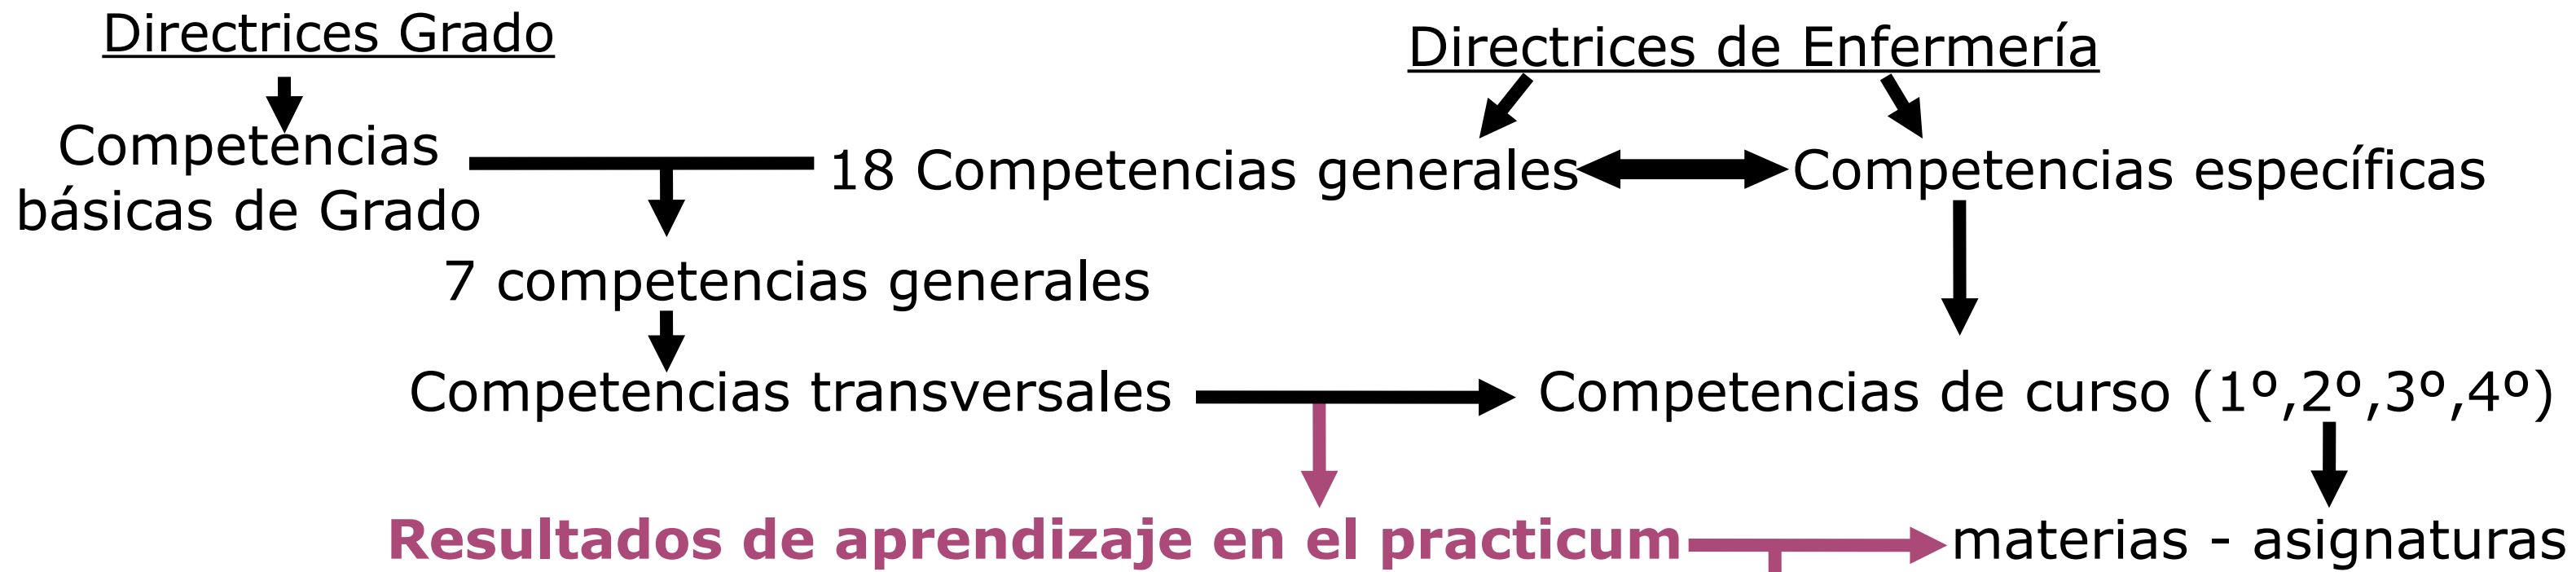 Directrices Grado
Directrices de Enfermería
Competencias
básicas de Grado
18 Competencias generales
Competencias específicas
7 competencias generales
Competencias transversales
Competencias de curso (1º,2º,3º,4º)
Resultados de aprendizaje en el practicum
materias - asignaturas